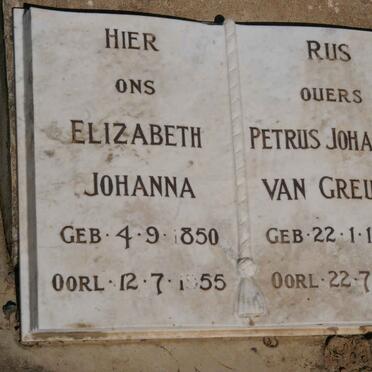 HIER
ONS
ELIZABETH
JOHANNA
GEB·4·9·1850
OORL·12·7·
RUS
OUERS
PETRUS JOHA
VAN GREU
GEB·22·1·1
OORL·22·7